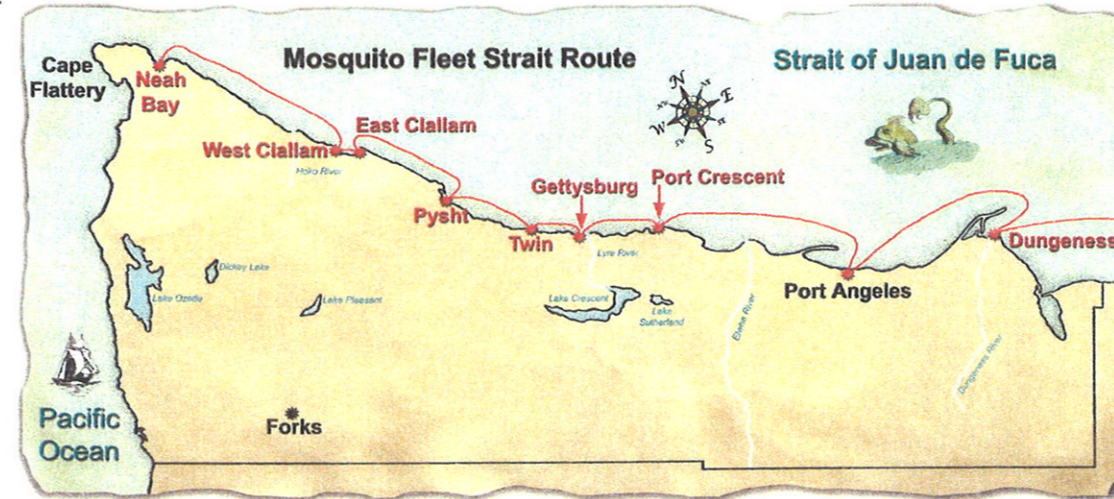 Mosquito Fleet Strait Route
Strait of Juan de Fuca
Cape
Flattery
Neah
Bay
N
E
W
S
East Clallam
West Clallam
Hoko River
Gettysburg
Port Crescent
Pysht
Twin
Dungeness
Lyre River
Dickey Lake
Lake Ozette
Lake Pleasant
Lake Crescent
Lake
Sutherland
Port Angeles
Elwha River
Dungeness River
Pacific
Ocean
Forks